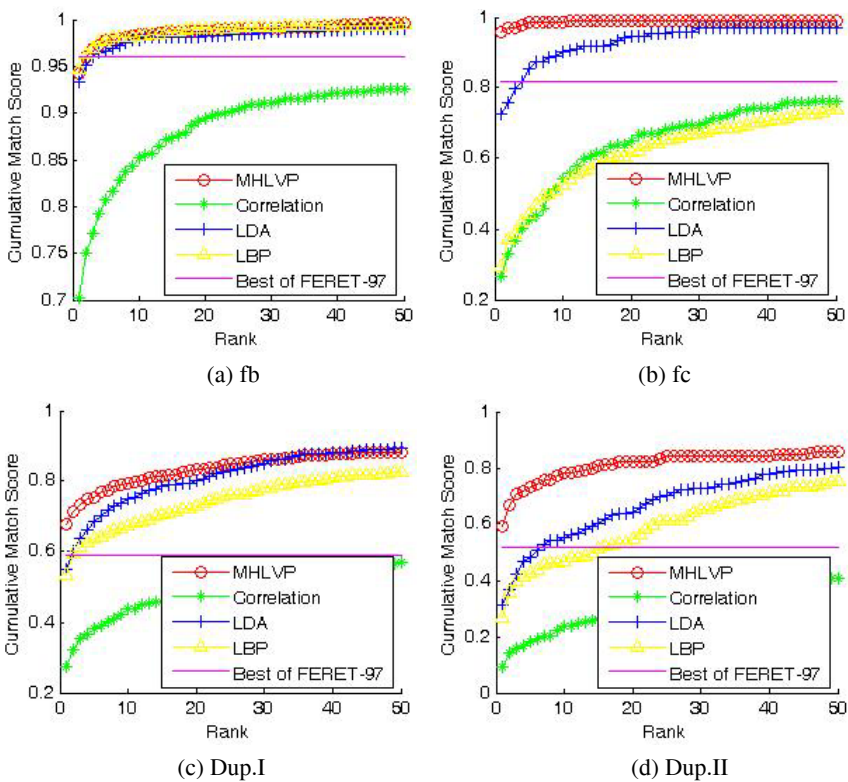 1
0.95
0.9
0.85
0.8
0.75
0.7
Cumulative Match Score
MHLVP
Correlation
LDA
LBP
Best of FERET-97
0 10 20 30 40 50
Rank
(a) fb
1
0.8
0.6
0.4
0.2
Cumulative Match Score
MHLVP
Correlation
LDA
LBP
Best of FERET-97
0 10 20 30 40 50
Rank
(b) fc
1
0.8
0.6
0.4
0.2
Cumulative Match Score
MHLVP
Correlation
LDA
LBP
Best of FERET-97
0 10 20 30 40 50
Rank
(c) Dup.I
1
0.8
0.6
0.4
0.2
0
Cumulative Match Score
MHLVP
Correlation
LDA
LBP
Best of FERET-97
0 10 20 30 40 50
Rank
(d) Dup.II